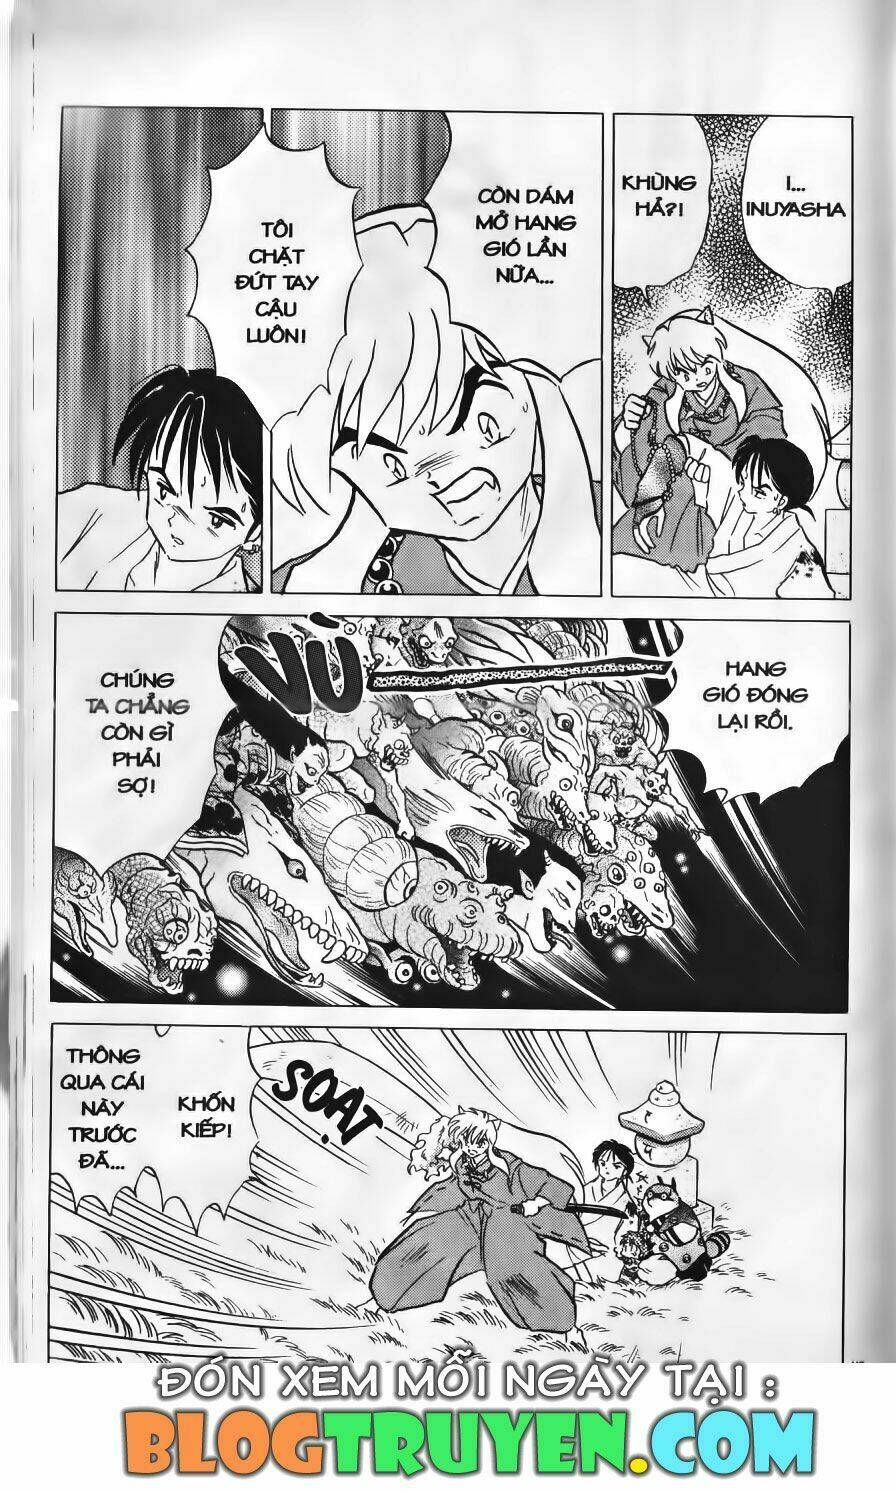 I...
INUYASHA
KHÙNG
HẢ?!
CÒN DÁM
MỞ HANG
GIÓ LẦN
NỮA...
TÔI
CHẶT
ĐỨT TAY
CẬU
LUÔN!
HANG
GIÓ ĐÓNG
LẠI RỒI.
VÙ
CHÚNG
TA CHẲNG
CÒN GÌ
PHẢI
SỢ!
SOẠT
KHỐN
KIẾP!
THÔNG
QUA CÁI
NÀY
TRƯỚC
ĐÃ...
ĐÓN XEM MỖI NGÀY TẠI :
BLOGTRUYEN.COM